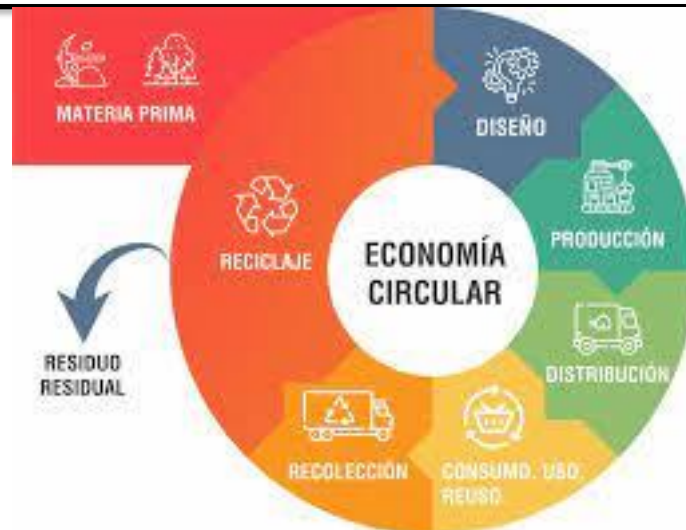 MATERIA PRIMA
DISEÑO
PRODUCCIÓN
RECICLAJE
ECONOMÍA
CIRCULAR
RESIDUO
RESIDUAL
DISTRIBUCIÓN
RECOLECCIÓN
CONSUMO, USO,
REUSO